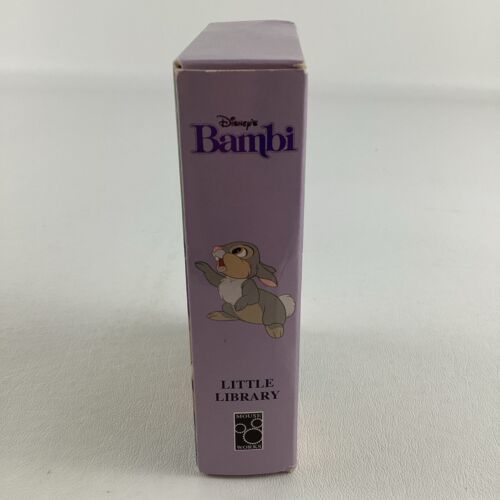 Disney's
Bambi
LITTLE
LIBRARY
MOUSE
WORKS